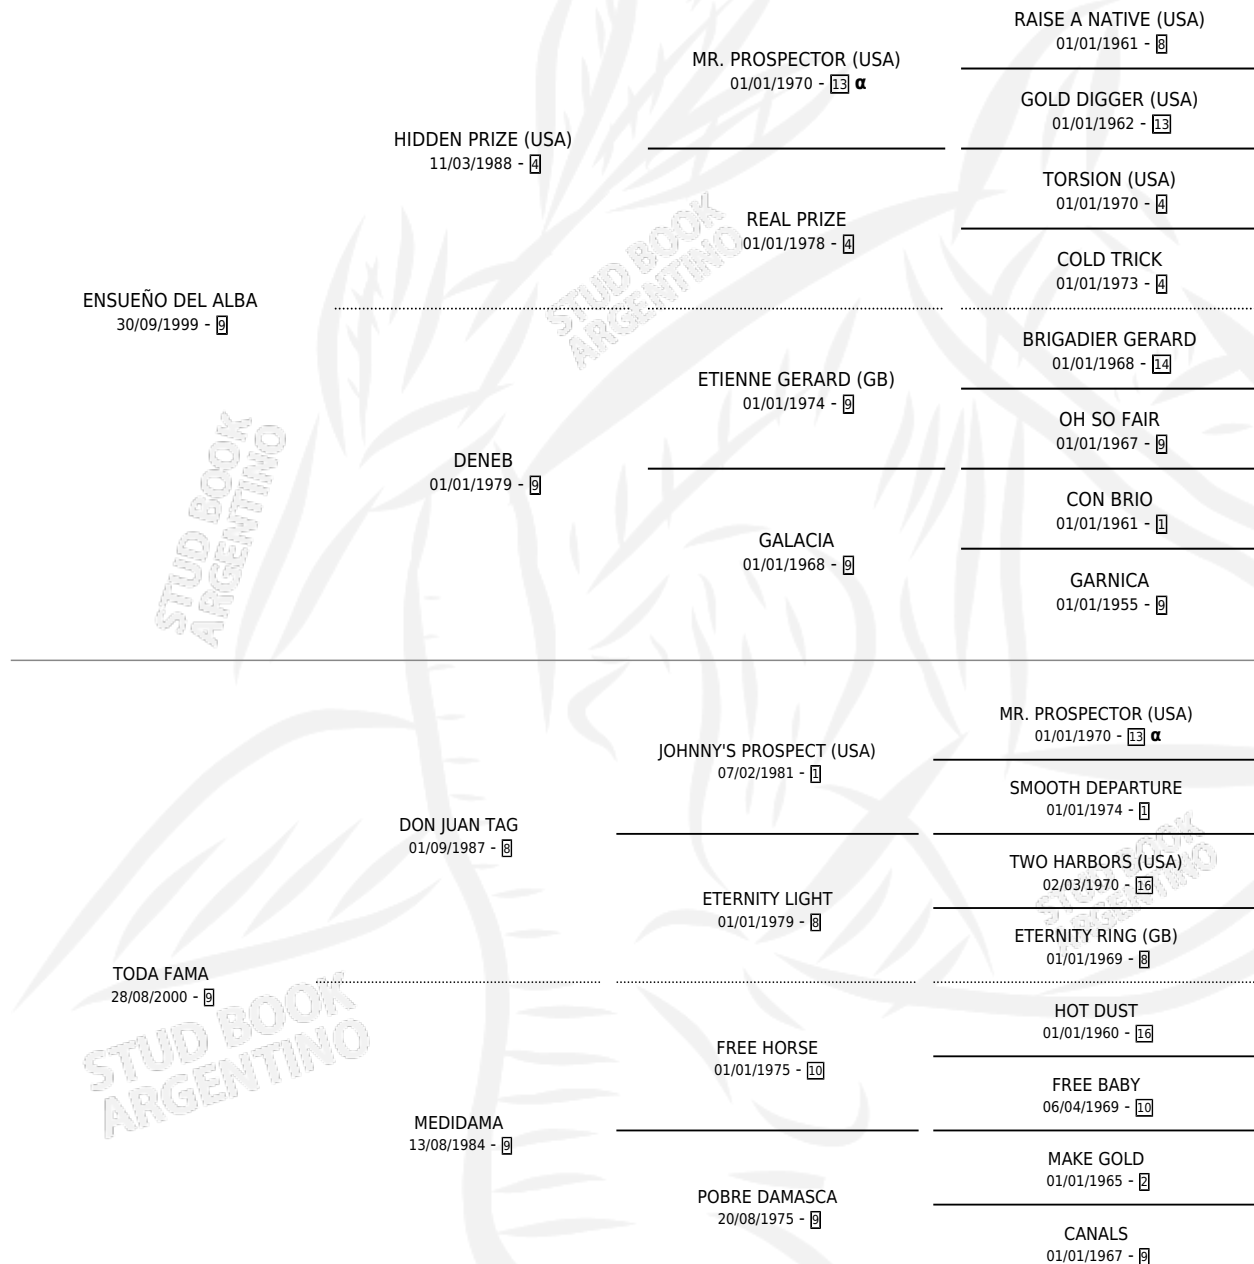 RAISE A NATIVE (USA)
01/01/1961 - 8
MR. PROSPECTOR (USA)
01/01/1970 - 13 α
GOLD DIGGER (USA)
01/01/1962 - 13
HIDDEN PRIZE (USA)
11/03/1988 - 4
TORSION (USA)
01/01/1970 - 4
REAL PRIZE
01/01/1978 - 4
COLD TRICK
01/01/1973 - 4
ENSUEÑO DEL ALBA
30/09/1999 - 9
BRIGADIER GERARD
01/01/1968 - 14
ETIENNE GERARD (GB)
01/01/1974 - 9
OH SO FAIR
01/01/1967 - 9
DENEB
01/01/1979 - 9
CON BRIO
01/01/1961 - 1
GALACIA
01/01/1968 - 9
GARNICA
01/01/1955 - 9
STUD BOOK
ARGENTINO
STUD BOOK
ARGENTINO
MR. PROSPECTOR (USA)
01/01/1970 - 13 α
JOHNNY'S PROSPECT (USA)
07/02/1981 - 1
SMOOTH DEPARTURE
01/01/1974 - 1
DON JUAN TAG
01/09/1987 - 8
TWO HARBORS (USA)
02/03/1970 - 16
ETERNITY LIGHT
01/01/1979 - 8
ETERNITY RING (GB)
01/01/1969 - 8
TODA FAMA
28/08/2000 - 9
HOT DUST
01/01/1960 - 16
FREE HORSE
01/01/1975 - 10
FREE BABY
06/04/1969 - 10
MEDIDAMA
13/08/1984 - 9
MAKE GOLD
01/01/1965 - 2
POBRE DAMASCA
20/08/1975 - 9
CANALS
01/01/1967 - 9
STUD BOOK
ARGENTINO
STUD BOOK
ARGENTINO